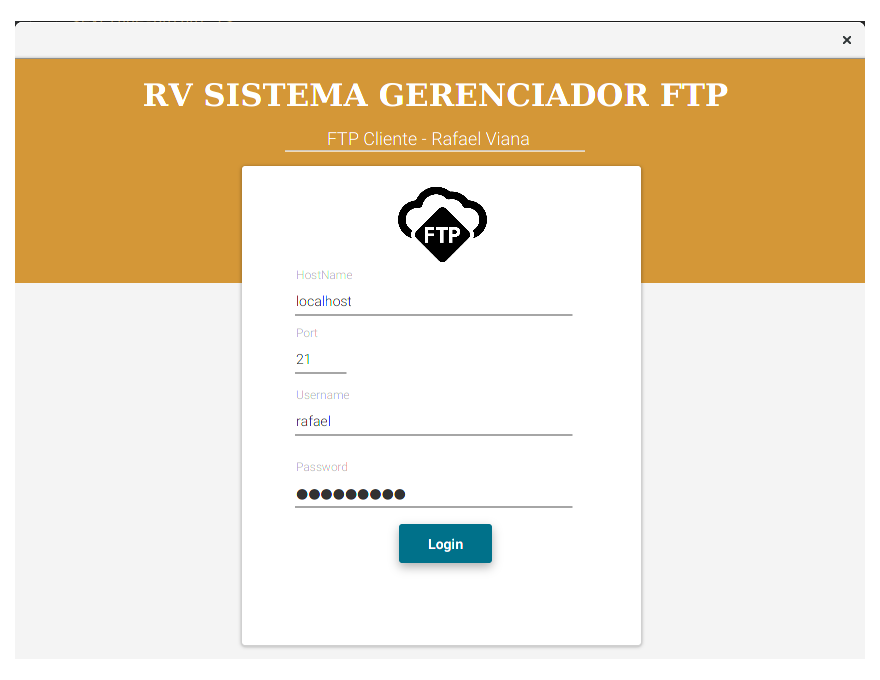 RV SISTEMA GERENCIADOR FTP
FTP Cliente - Rafael Viana
FTP
HostName
localhost
Port
21
Username
rafael
Password
●●●●●●●●●
Login